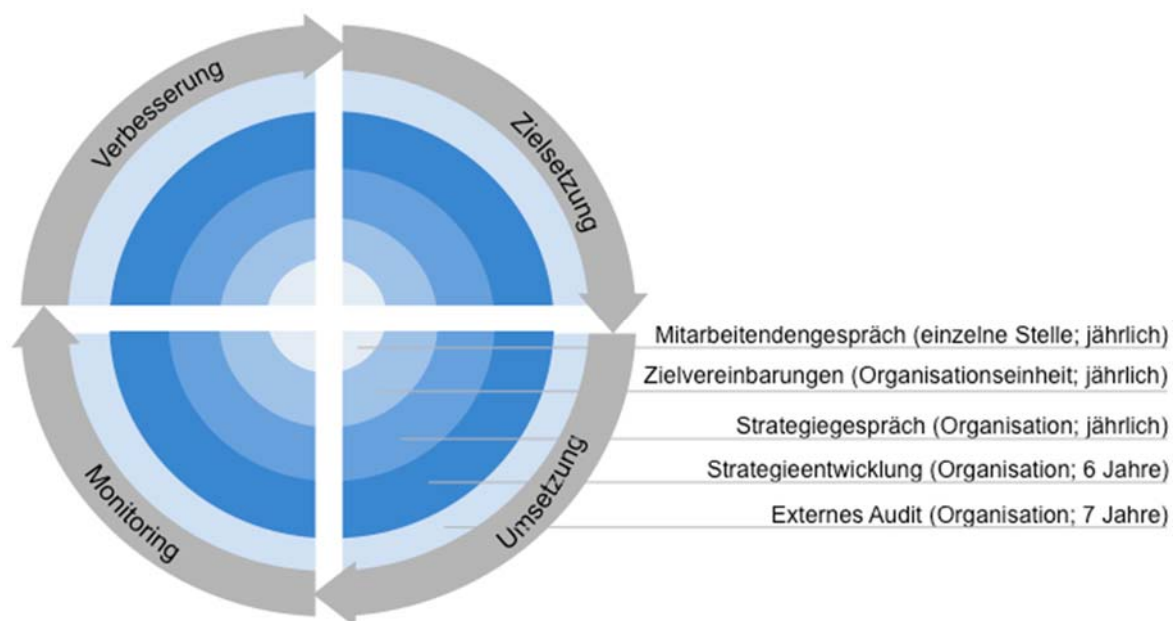 Verbesserung
Zielsetzung
Mitarbeitendengespräch (einzelne Stelle; jährlich)
Zielvereinbarungen (Organisationseinheit; jährlich)
Strategiegespräch (Organisation; jährlich)
Strategieentwicklung (Organisation; 6 Jahre)
Externes Audit (Organisation; 7 Jahre)
Monitoring
Umsetzung